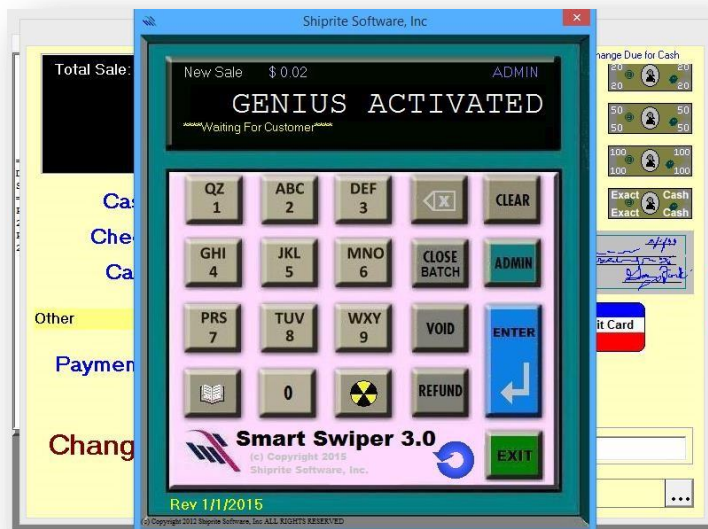 Shiprite Software, Inc
Change Due for Cash
Total Sale:
New Sale $ 0.02 ADMIN
GENIUS ACTIVATED
****Waiting For Customer****
20 20
20 20
50 50
50 50
100 100
100 100
Exact Cash
Exact Cash
QZ ABC DEF CLEAR
1 2 3
GHI JKL MNO CLOSE ADMIN
4 5 6 BATCH
PRS TUV WXY VOID ENTER
7 8 9
0 REFUND
Smart Swiper 3.0
(c) Copyright 2015
Shiprite Software, Inc.
EXIT
Rev 1/1/2015
(c) Copyright 2012 Shiprite Software, Inc ALL RIGHTS RESERVED
Cas
Che
Ca
Other
Paymen
Chang
it Card
...